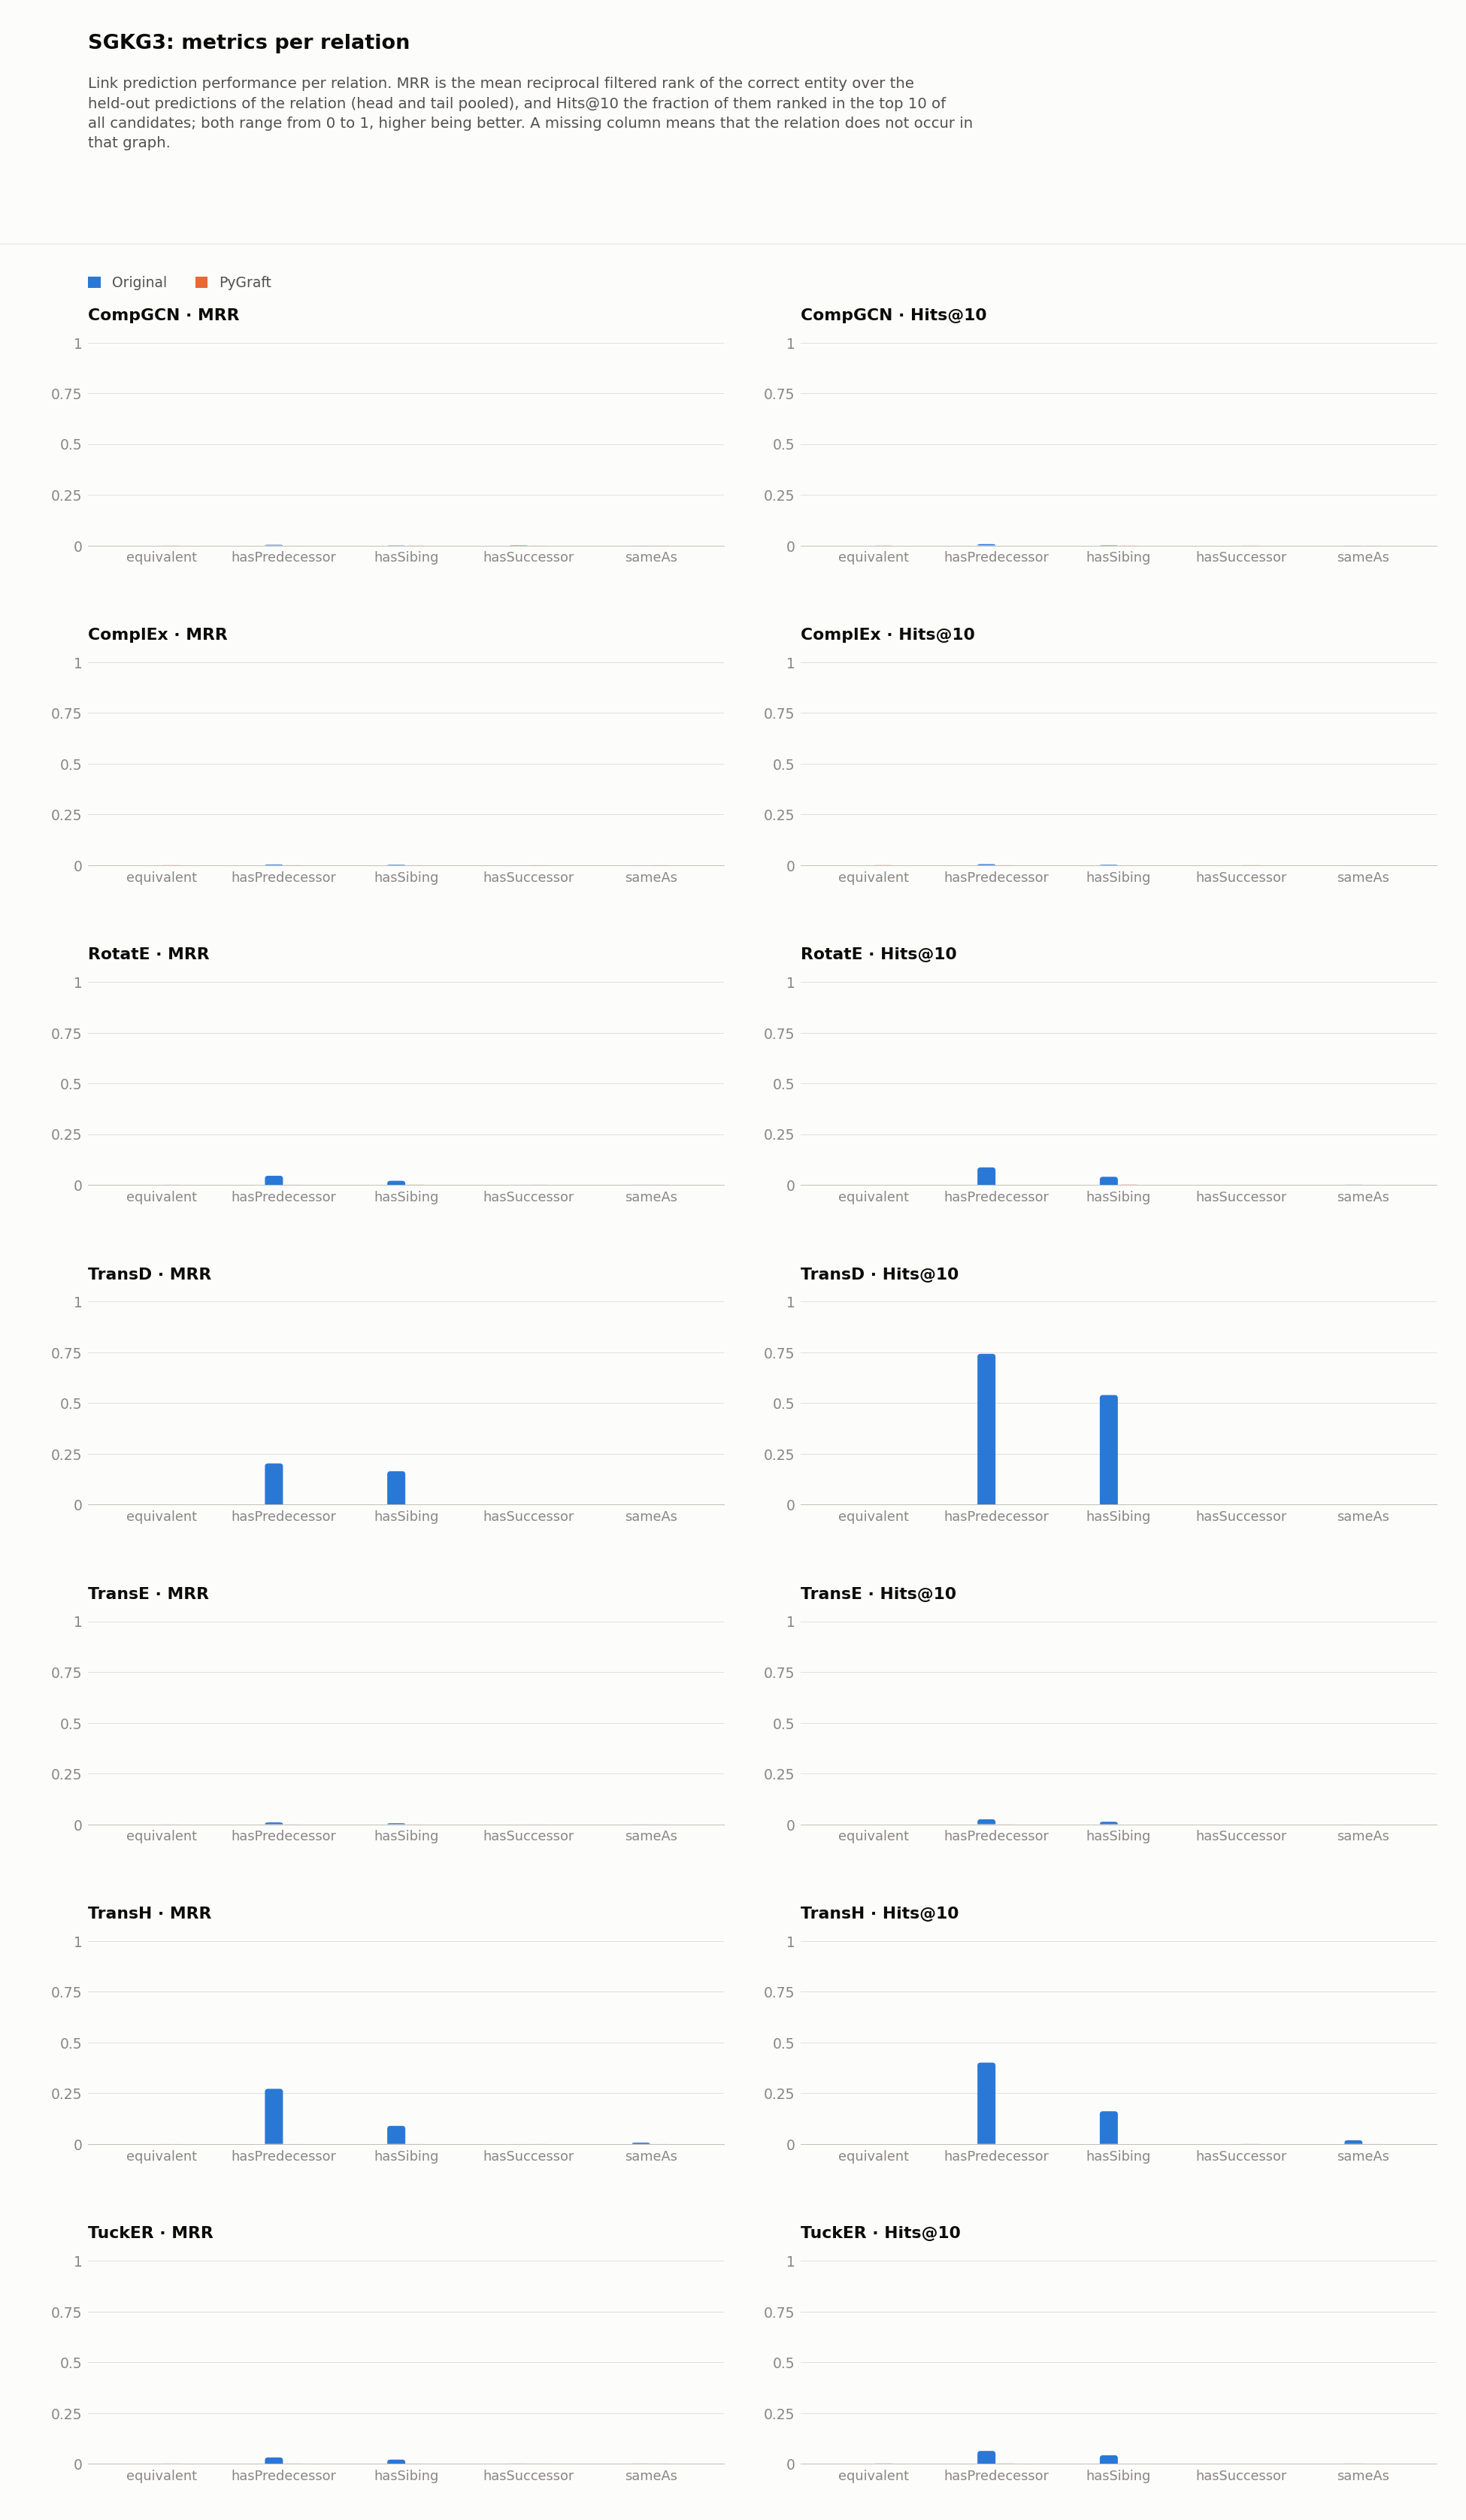 SGKG3: metrics per relation
Link prediction performance per relation. MRR is the mean reciprocal filtered rank of the correct entity over the
held-out predictions of the relation (head and tail pooled), and Hits@10 the fraction of them ranked in the top 10 of
all candidates; both range from 0 to 1, higher being better. A missing column means that the relation does not occur in
that graph.
Original PyGraft
CompGCN · MRR
1
0.75
0.5
0.25
0
equivalent hasPredecessor hasSibing hasSuccessor sameAs
CompGCN · Hits@10
1
0.75
0.5
0.25
0
equivalent hasPredecessor hasSibing hasSuccessor sameAs
ComplEx · MRR
1
0.75
0.5
0.25
0
equivalent hasPredecessor hasSibing hasSuccessor sameAs
ComplEx · Hits@10
1
0.75
0.5
0.25
0
equivalent hasPredecessor hasSibing hasSuccessor sameAs
RotatE · MRR
1
0.75
0.5
0.25
0
equivalent hasPredecessor hasSibing hasSuccessor sameAs
RotatE · Hits@10
1
0.75
0.5
0.25
0
equivalent hasPredecessor hasSibing hasSuccessor sameAs
TransD · MRR
1
0.75
0.5
0.25
0
equivalent hasPredecessor hasSibing hasSuccessor sameAs
TransD · Hits@10
1
0.75
0.5
0.25
0
equivalent hasPredecessor hasSibing hasSuccessor sameAs
TransE · MRR
1
0.75
0.5
0.25
0
equivalent hasPredecessor hasSibing hasSuccessor sameAs
TransE · Hits@10
1
0.75
0.5
0.25
0
equivalent hasPredecessor hasSibing hasSuccessor sameAs
TransH · MRR
1
0.75
0.5
0.25
0
equivalent hasPredecessor hasSibing hasSuccessor sameAs
TransH · Hits@10
1
0.75
0.5
0.25
0
equivalent hasPredecessor hasSibing hasSuccessor sameAs
TuckER · MRR
1
0.75
0.5
0.25
0
equivalent hasPredecessor hasSibing hasSuccessor sameAs
TuckER · Hits@10
1
0.75
0.5
0.25
0
equivalent hasPredecessor hasSibing hasSuccessor sameAs